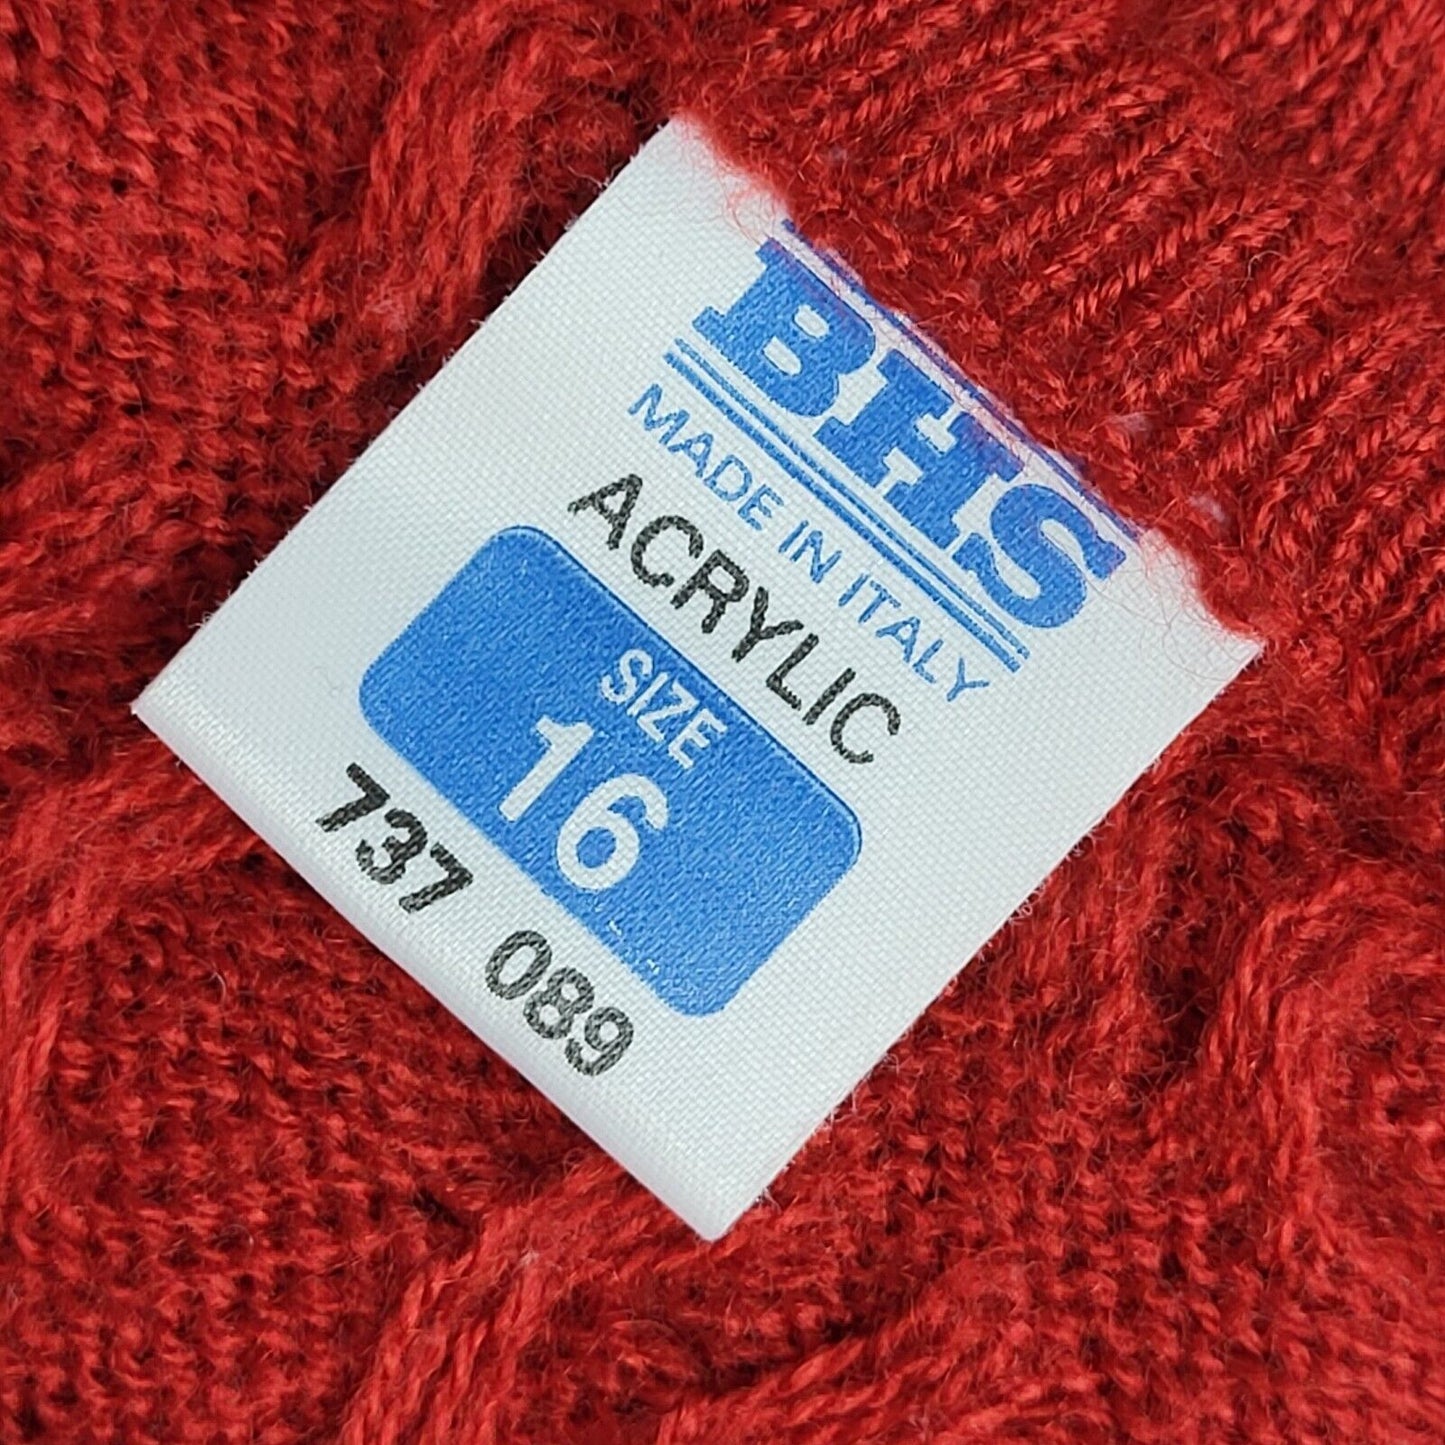 BHS
MADE IN ITALY
ACRYLIC
SIZE
16
737 089